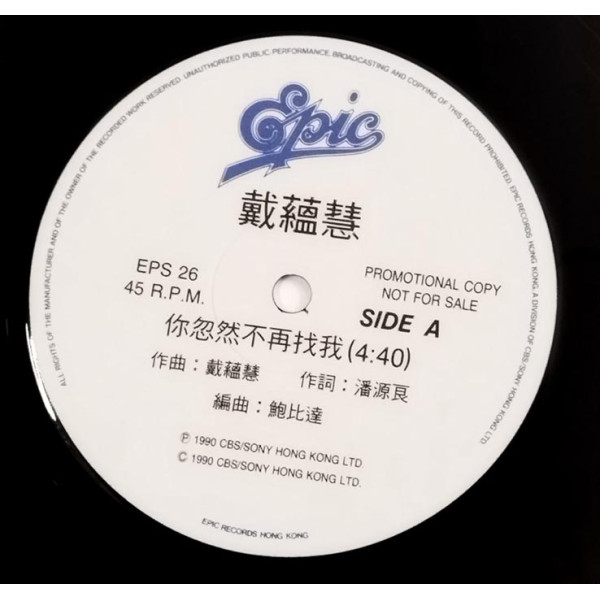 ALL RIGHTS OF THE MANUFACTURER AND OF THE OWNER OF THE RECORDED WORK RESERVED. UNAUTHORIZED PUBLIC PERFORMANCE, BROADCASTING AND COPYING OF THIS RECORD PROHIBITED. EPIC RECORDS HONG KONG. A DIVISION OF CBS/SONY HONG KONG LTD.
Epic
戴蘊慧
EPS 26
45 R.P.M.
PROMOTIONAL COPY
NOT FOR SALE
SIDE A
你忽然不再找我(4:40)
作曲：戴蘊慧 作詞：潘源良
編曲：鮑比達
Ⓟ 1990 CBS/SONY HONG KONG LTD
© 1990 CBS/SONY HONG KONG LTD.
EPIC RECORDS HONG KONG